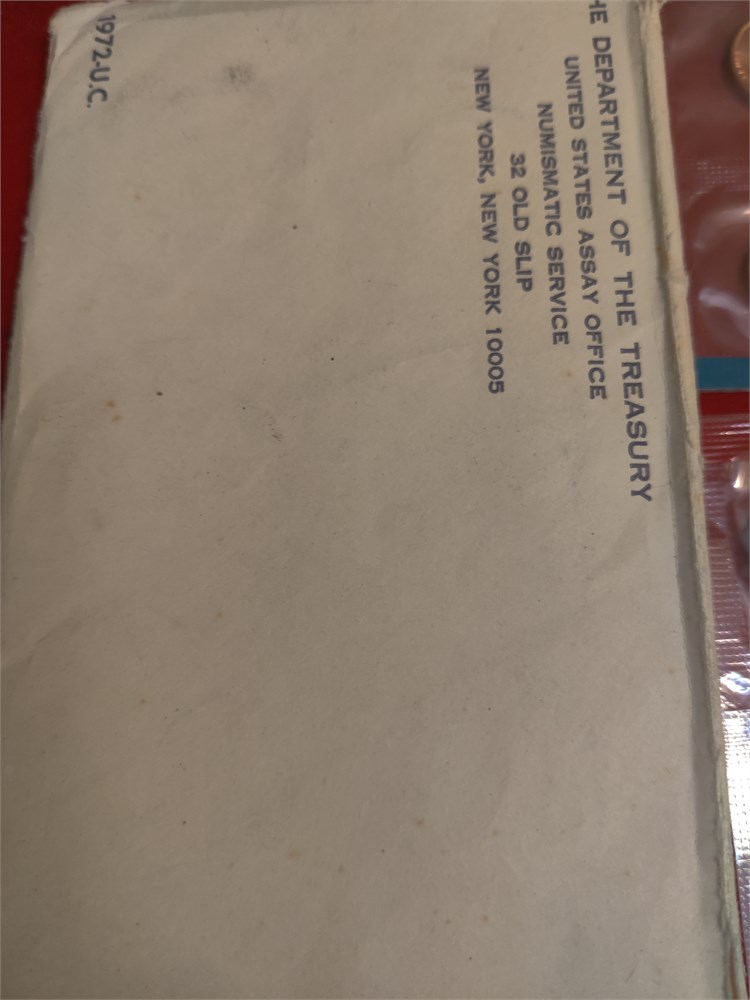 HE DEPARTMENT OF THE TREASURY
UNITED STATES ASSAY OFFICE
NUMISMATIC SERVICE
32 OLD SLIP
NEW YORK, NEW YORK 10005
1972-U.C.